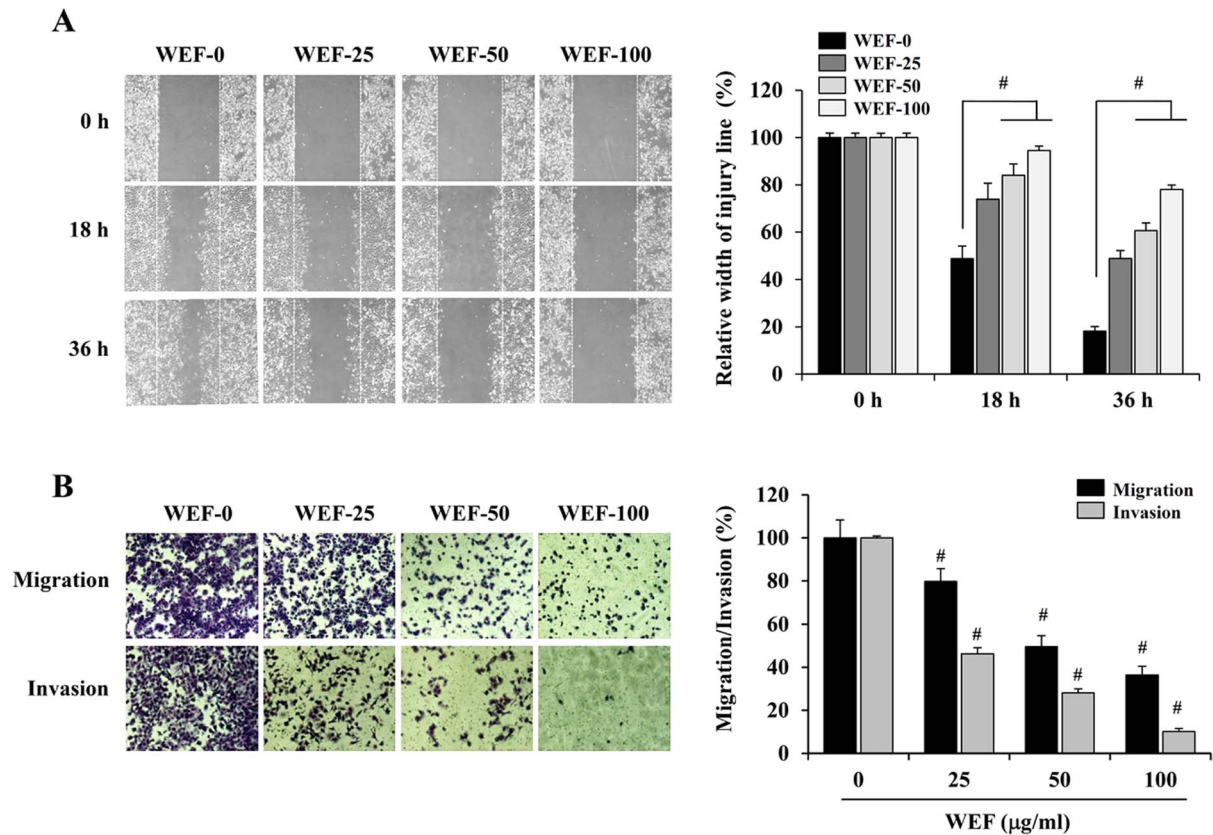 A
WEF-0 WEF-25 WEF-50 WEF-100
0 h
18 h
36 h
WEF-0
WEF-25
WEF-50
WEF-100
Relative width of injury line (%)
120
100
80
60
40
20
0
# #
0 h 18 h 36 h
B
WEF-0 WEF-25 WEF-50 WEF-100
Migration
Invasion
Migration
Invasion
Migration/Invasion (%)
120
100
80
60
40
20
0
# # # # # #
0 25 50 100
WEF (μg/ml)